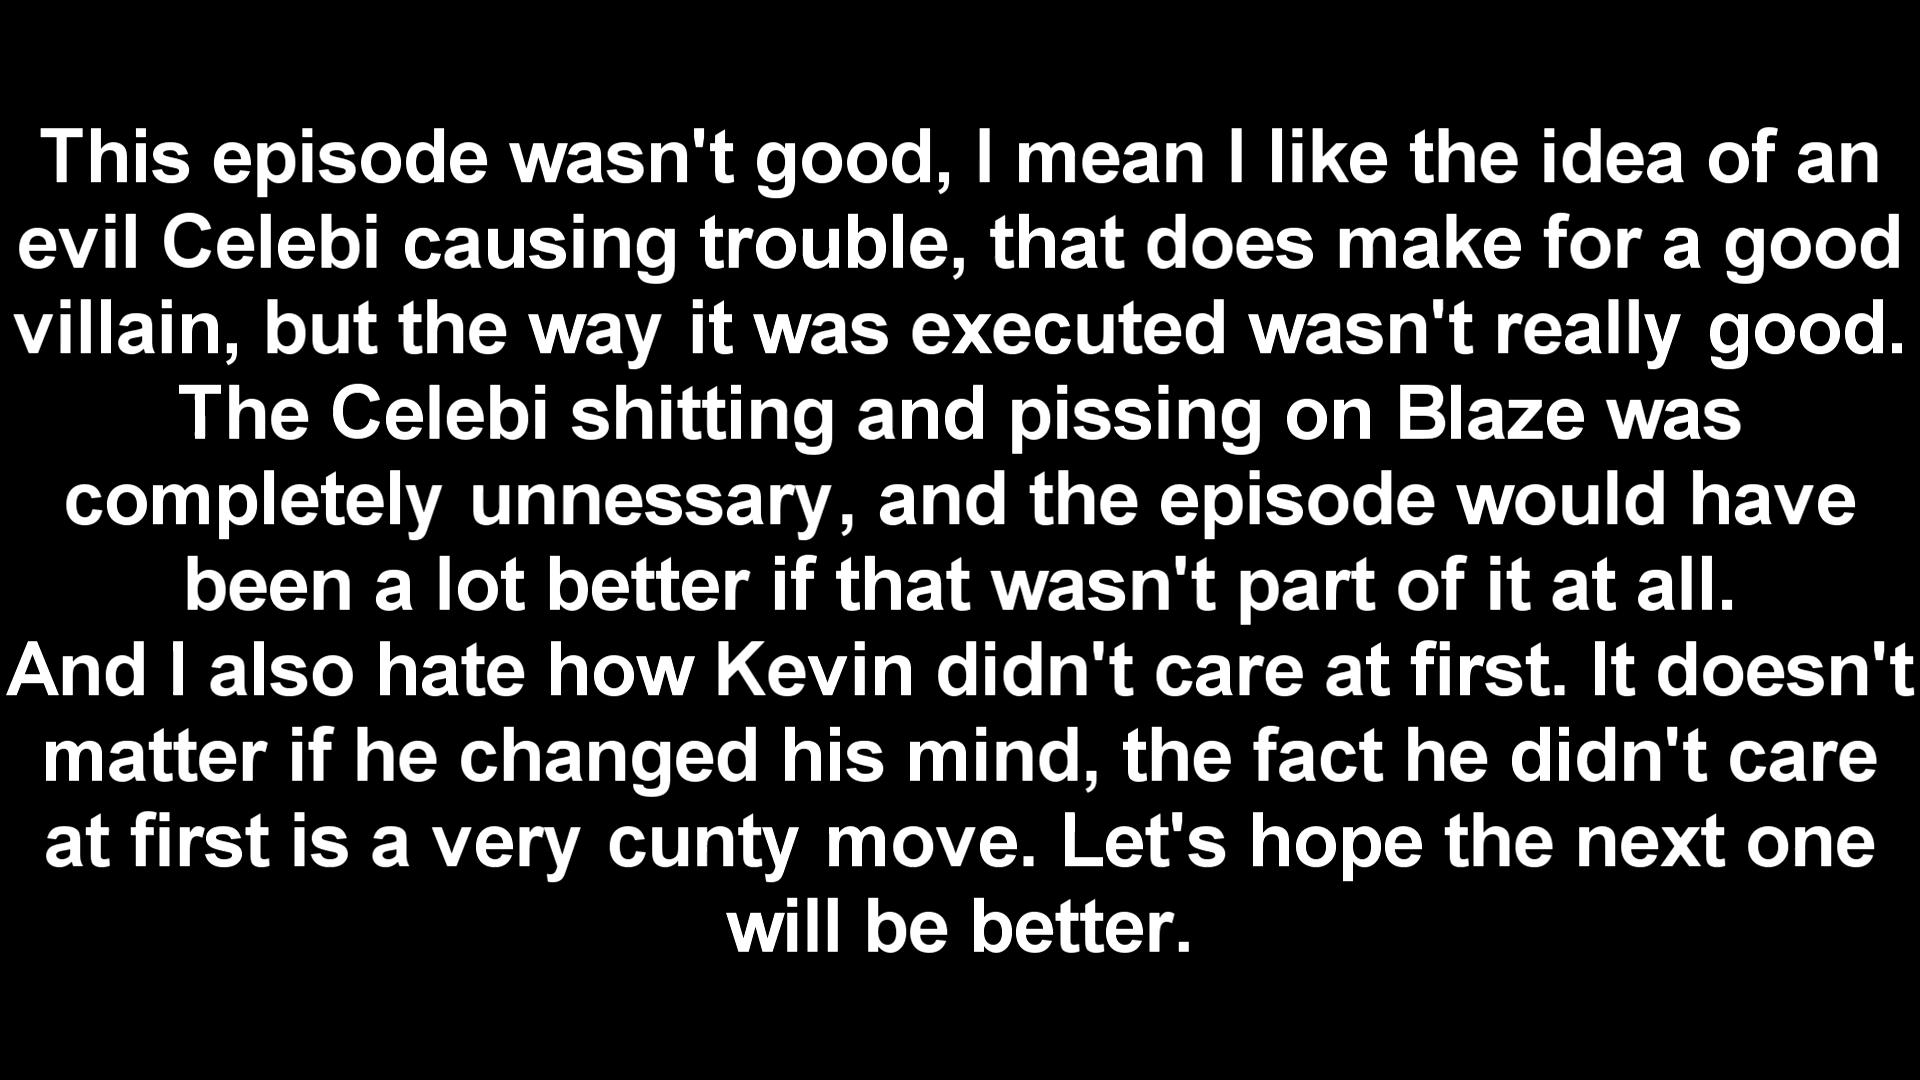 This episode wasn't good, I mean I like the idea of an
evil Celebi causing trouble, that does make for a good
villain, but the way it was executed wasn't really good.
The Celebi shitting and pissing on Blaze was
completely unnessary, and the episode would have
been a lot better if that wasn't part of it at all.
And I also hate how Kevin didn't care at first. It doesn't
matter if he changed his mind, the fact he didn't care
at first is a very cunty move. Let's hope the next one
will be better.